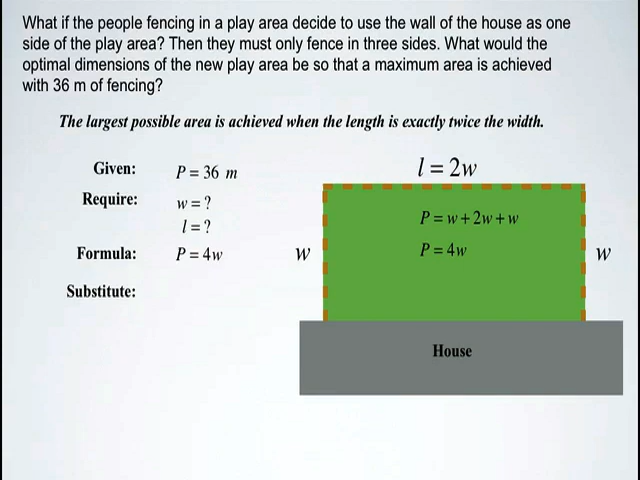 What if the people fencing in a play area decide to use the wall of the house as one
side of the play area? Then they must only fence in three sides. What would the
optimal dimensions of the new play area be so that a maximum area is achieved
with 36 m of fencing?
The largest possible area is achieved when the length is exactly twice the width.
Given: P = 36 m
Require: w = ?
l = ?
Formula: P = 4w
Substitute:
l = 2w
P = w + 2w + w
P = 4w
w
w
House